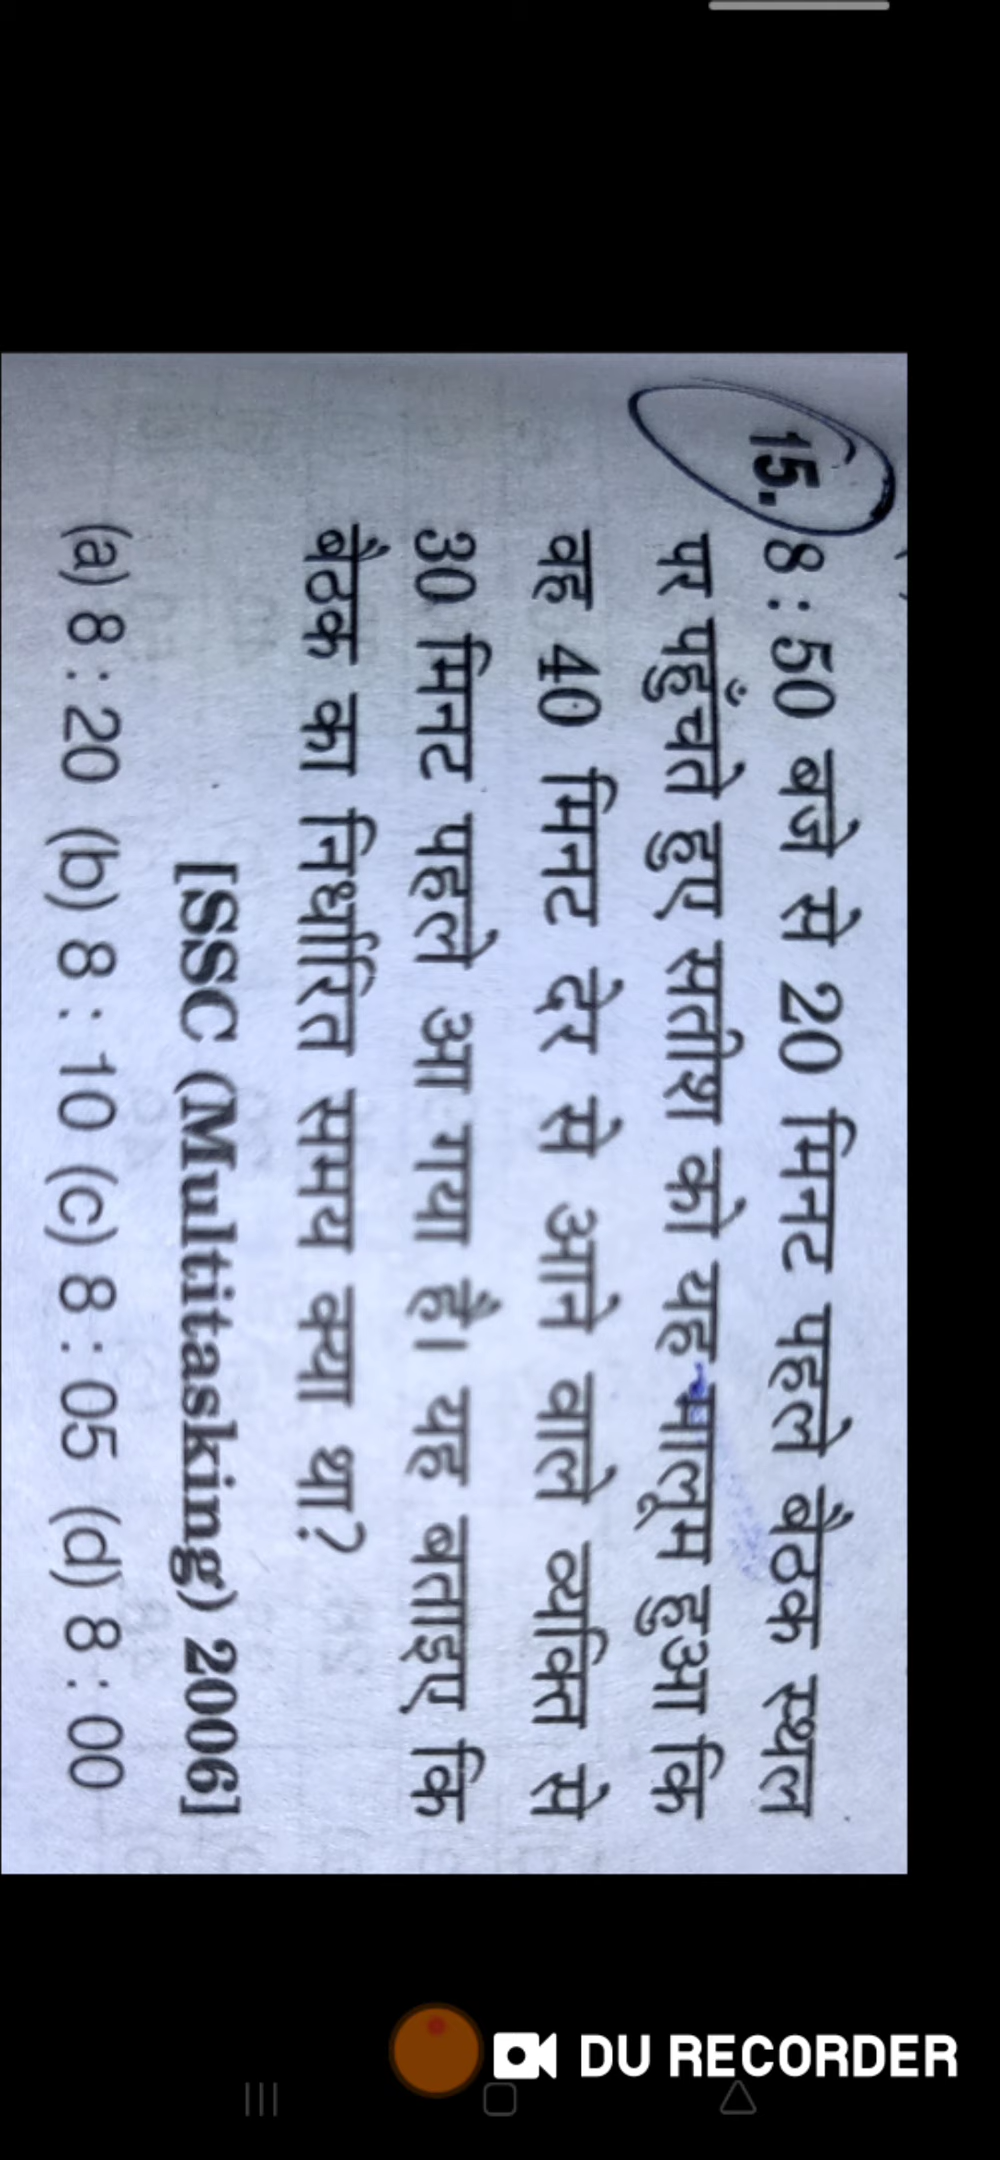 15. 8 : 50 बजे से 20 मिनट पहले बैठक स्थल
पर पहुँचते हुए सतीश को यह मालूम हुआ कि
वह 40 मिनट देर से आने वाले व्यक्ति से
30 मिनट पहले आ गया है। यह बताइए कि
बैठक का निर्धारित समय क्या था?
[SSC (Multitasking) 2006]
(a) 8 : 20 (b) 8 : 10 (c) 8 : 05 (d) 8 : 00
DU RECORDER